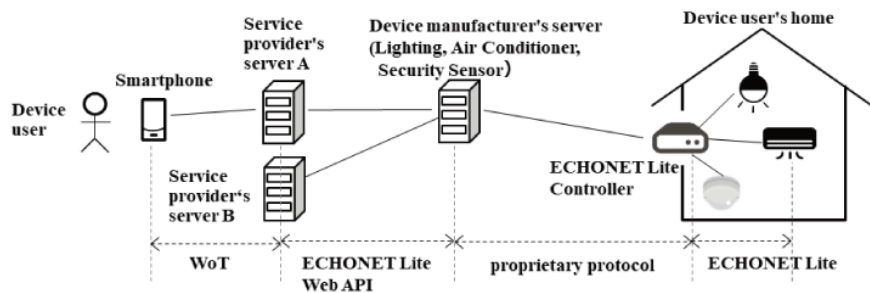 Device user's home
Service
provider's
server A
Device manufacturer's server
(Lighting, Air Conditioner,
Security Sensor)
Smartphone
Device
user
Service
provider's
server B
ECHONET Lite
Controller
WoT
ECHONET Lite
Web API
proprietary protocol
ECHONET Lite